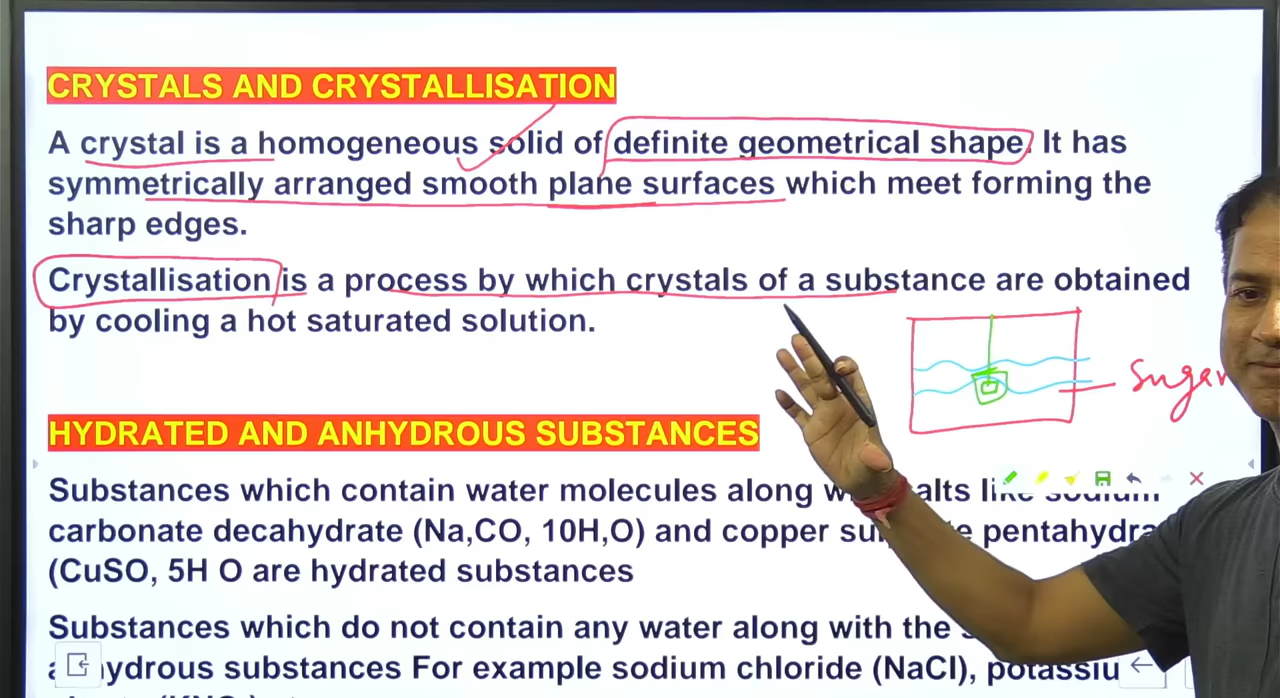 CRYSTALS AND CRYSTALLISATION
A crystal is a homogeneous solid of definite geometrical shape. It has
symmetrically arranged smooth plane surfaces which meet forming the
sharp edges.
Crystallisation is a process by which crystals of a substance are obtained
by cooling a hot saturated solution.
Sugar
HYDRATED AND ANHYDROUS SUBSTANCES
Substances which contain water molecules along like sodium
carbonate decahydrate (Na,CO, 10H,O) and copper
(CuSO, 5H O are hydrated substances
Substances which do not contain any water along with the
substances For example sodium chloride (NaCl),